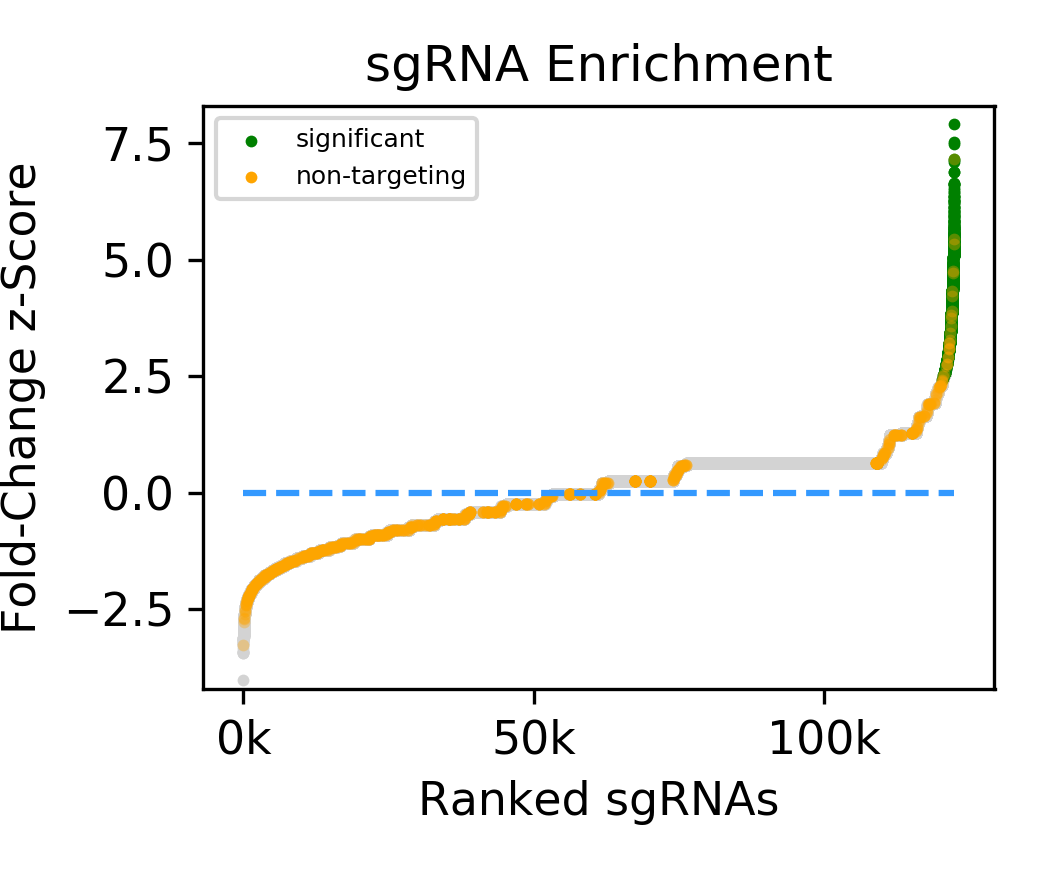 sgRNA Enrichment
significant
non-targeting
Fold-Change z-Score
7.5
5.0
2.5
0.0
−2.5
0k 50k 100k
Ranked sgRNAs